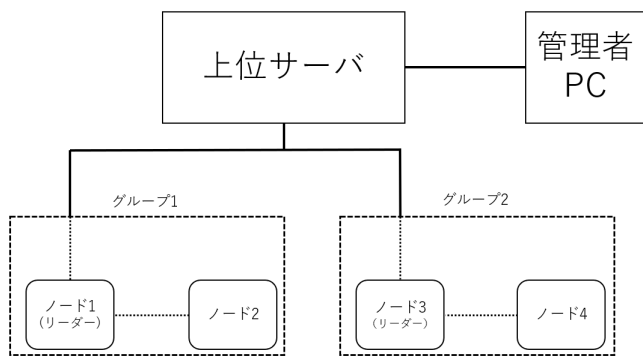 上位サーバ
管理者
PC
グループ1
グループ2
ノード1
(リーダー)
ノード2
ノード3
(リーダー)
ノード4